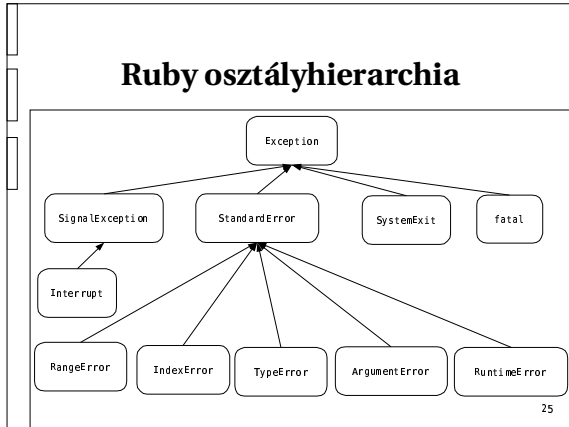 Ruby osztályhierarchia
Exception
SignalException
StandardError
SystemExit
fatal
Interrupt
RangeError
IndexError
TypeError
ArgumentError
RuntimeError
25